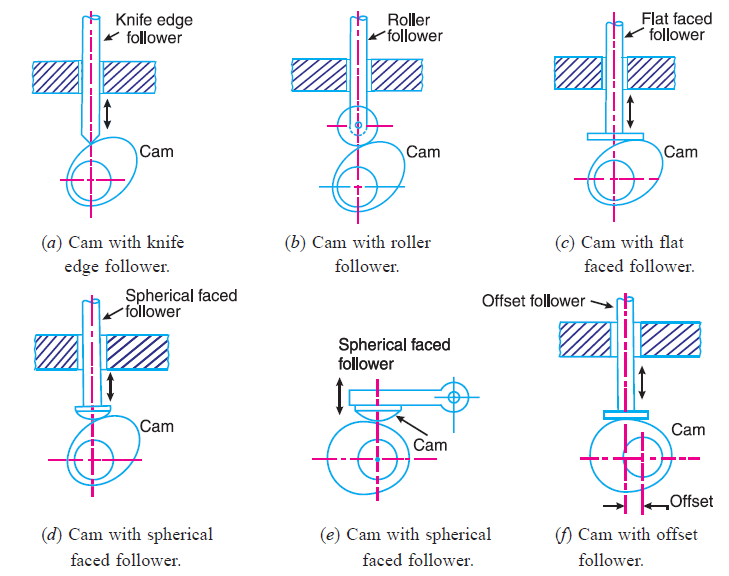 Knife edge
follower
Cam
(a) Cam with knife
edge follower.
Roller
follower
Cam
(b) Cam with roller
follower.
Flat faced
follower
Cam
(c) Cam with flat
faced follower.
Spherical faced
follower
Cam
(d) Cam with spherical
faced follower.
Spherical faced
follower
Cam
(e) Cam with spherical
faced follower.
Offset follower
Cam
Offset
(f) Cam with offset
follower.